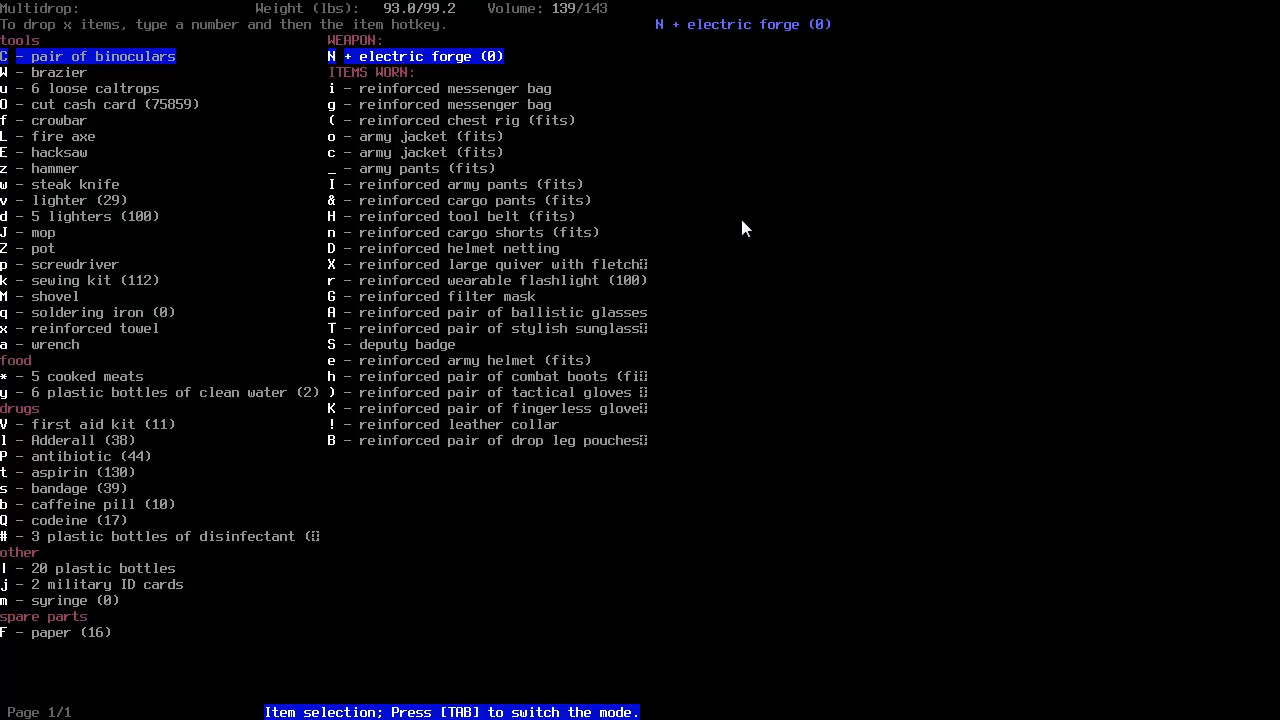 Multidrop: Weight (lbs): 93.0/99.2 Volume: 139/143
To drop x items, type a number and then the item hotkey. N + electric forge (0)
tools WEAPON:
C - pair of binoculars N + electric forge (0)
W - brazier ITEMS WORN:
u - 6 loose caltrops i - reinforced messenger bag
O - cut cash card (75859) g - reinforced messenger bag
f - crowbar ( - reinforced chest rig (fits)
L - fire axe o - army jacket (fits)
E - hacksaw c - army jacket (fits)
z - hammer _ - army pants (fits)
w - steak knife I - reinforced army pants (fits)
v - lighter (29) & - reinforced cargo pants (fits)
d - 5 lighters (100) H - reinforced tool belt (fits)
J - mop n - reinforced cargo shorts (fits)
Z - pot D - reinforced helmet netting
p - screwdriver X - reinforced large quiver with fletch
k - sewing kit (112) r - reinforced wearable flashlight (100)
M - shovel G - reinforced filter mask
q - soldering iron (0) A - reinforced pair of ballistic glasses
x - reinforced towel T - reinforced pair of stylish sunglass
a - wrench S - deputy badge
food e - reinforced army helmet (fits)
* - 5 cooked meats h - reinforced pair of combat boots (fi
y - 6 plastic bottles of clean water (2) ) - reinforced pair of tactical gloves
drugs K - reinforced pair of fingerless glove
V - first aid kit (11) ! - reinforced leather collar
l - Adderall (38) B - reinforced pair of drop leg pouches
P - antibiotic (44)
t - aspirin (130)
s - bandage (39)
b - caffeine pill (10)
Q - codeine (17)
# - 3 plastic bottles of disinfectant (
other
| - 20 plastic bottles
j - 2 military ID cards
m - syringe (0)
spare parts
F - paper (16)
Page 1/1 Item selection; Press [TAB] to switch the mode.